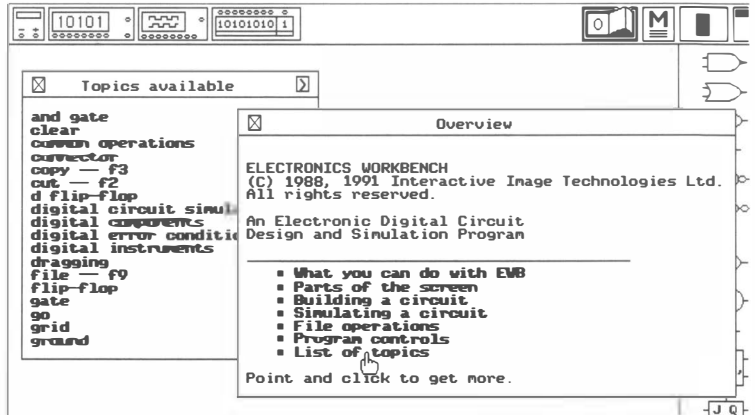 10101
10101010 1
0
M
Topics available
and gate
clear
common operations
connector
copy — f3
cut — f2
d flip-flop
digital circuit simul
digital components
digital error conditio
digital instruments
dragging
file — f9
flip-flop
gate
go
grid
ground
Overview
ELECTRONICS WORKBENCH
(C) 1988, 1991 Interactive Image Technologies Ltd.
All rights reserved.
An Electronic Digital Circuit
Design and Simulation Program
▪ What you can do with EWB
▪ Parts of the screen
▪ Building a circuit
▪ Simulating a circuit
▪ File operations
▪ Program controls
▪ List of topics
Point and click to get more.
J Q